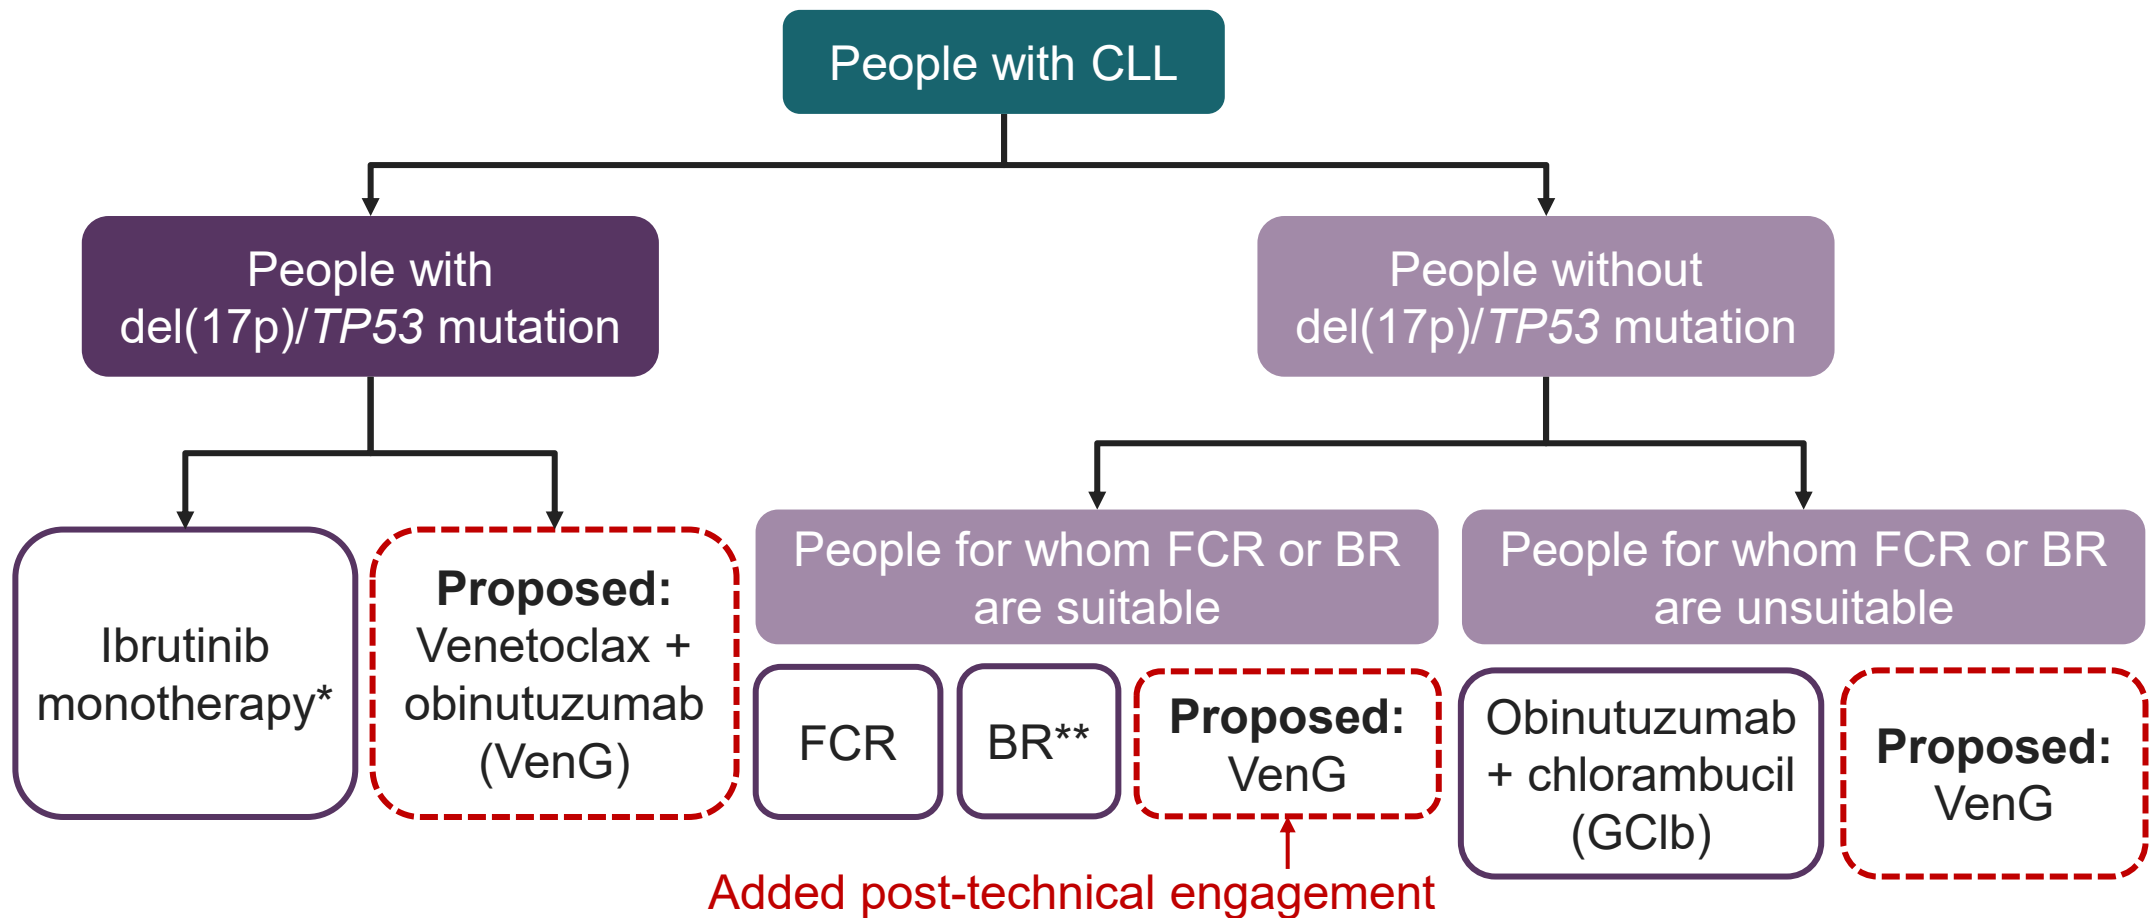 People with CLL
People with
del(17p)/TP53 mutation
People without
del(17p)/TP53 mutation
Ibrutinib
monotherapy*
Proposed:
Venetoclax +
obinutuzumab
(VenG)
People for whom FCR or BR
are suitable
FCR
BR**
Proposed:
VenG
Added post-technical engagement
People for whom FCR or BR
are unsuitable
Obinutuzumab
+ chlorambucil
(GClb)
Proposed:
VenG